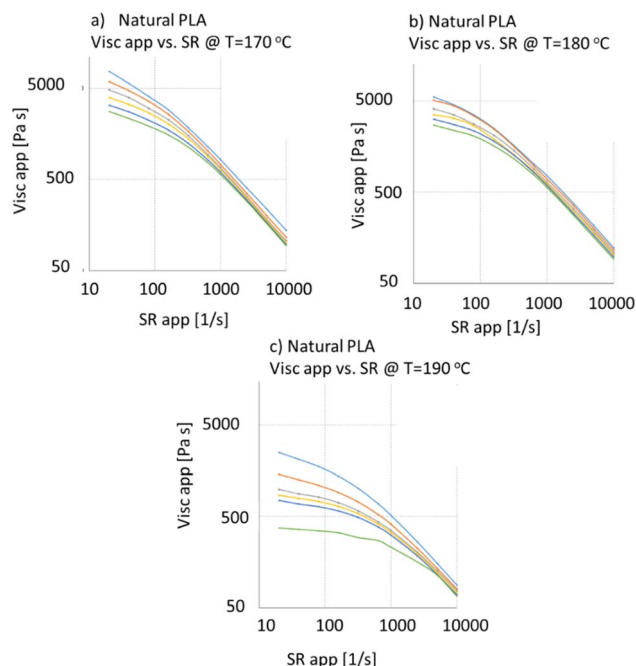 a) Natural PLA
Visc app vs. SR @ T=170 °C
Visc app [Pa s]
5000
500
50
10 100 1000 10000
SR app [1/s]
b) Natural PLA
Visc app vs. SR @ T=180 °C
Visc app [Pa s]
5000
500
50
10 100 1000 10000
SR app [1/s]
c) Natural PLA
Visc app vs. SR @ T=190 °C
Visc app [Pa s]
5000
500
50
10 100 1000 10000
SR app [1/s]